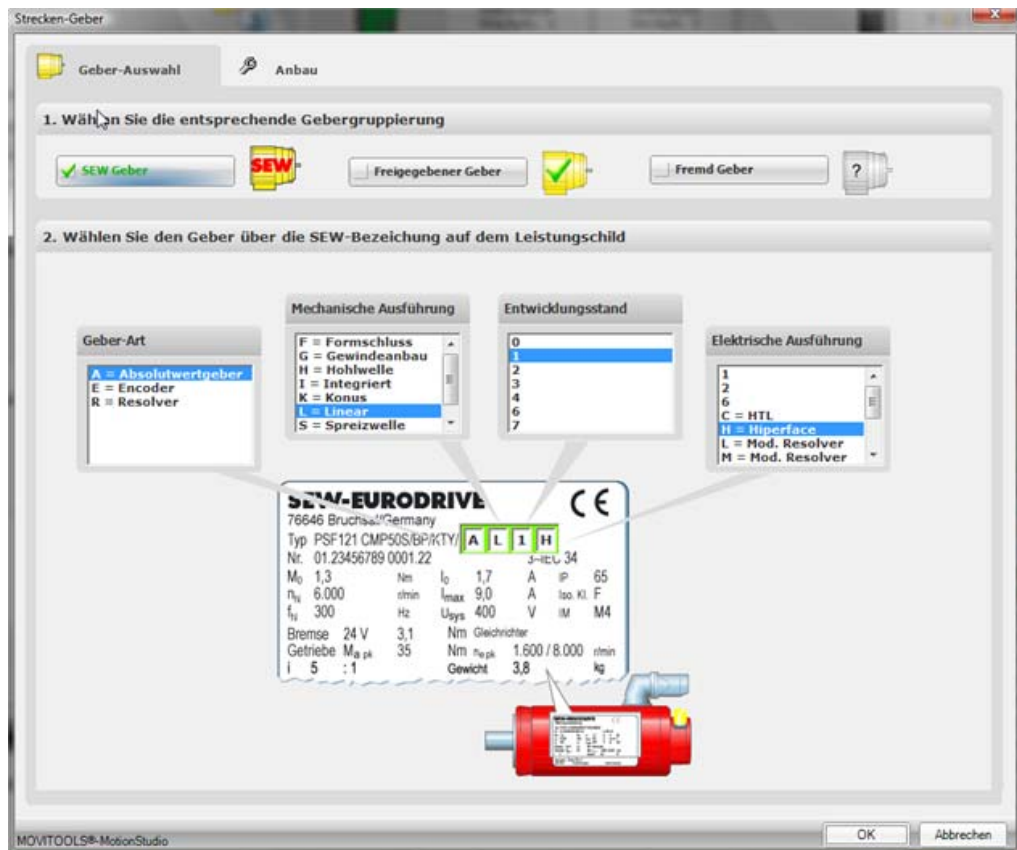 Strecken-Geber
Geber-Auswahl
Anbau
1. Wählen Sie die entsprechende Gebergruppierung
SEW Geber
SEW
Freigegebener Geber
Fremd Geber
?
2. Wählen Sie den Geber über die SEW-Bezeichung auf dem Leistungschild
Geber-Art
A = Absolutwertgeber
E = Encoder
R = Resolver
Mechanische Ausführung
F = Formschluss
G = Gewindeanbau
H = Hohlwelle
I = Integriert
K = Konus
L = Linear
S = Spreizwelle
Entwicklungsstand
0
1
2
3
4
6
7
Elektrische Ausführung
1
2
6
C = HTL
H = Hiperface
L = Mod. Resolver
M = Mod. Resolver
SEW-EURODRIVE CE
76646 Bruchsal/Germany
Typ PSF121 CMP50S/BP/KTY/ A L 1 H
Nr. 01.23456789 0001.22 3~IEC 34
M0 1,3 Nm I0 1,7 A IP 65
nN 6.000 r/min Imax 9,0 A Iso. Kl. F
fN 300 Hz Usys 400 V IM M4
Bremse 24 V 3,1 Nm Gleichrichter
Getriebe Ma pk 35 Nm ne pk 1.600 / 8.000 r/min
i 5 :1 Gewicht 3,8 kg
MOVITOOLS®-MotionStudio
OK
Abbrechen